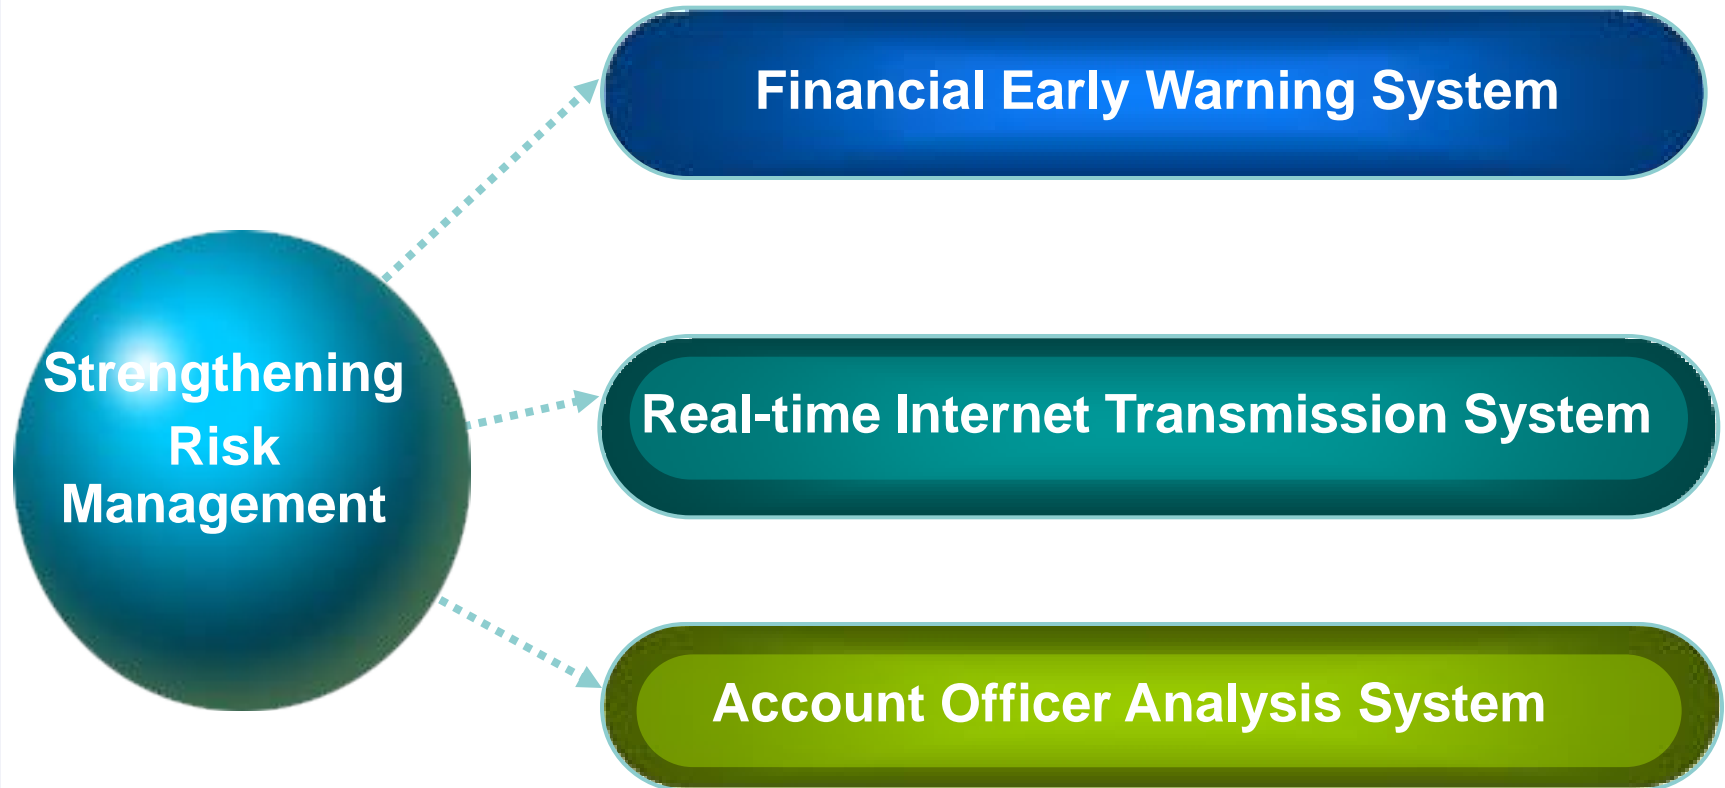 Financial Early Warning System
Strengthening
Risk
Management
Real-time Internet Transmission System
Account Officer Analysis System